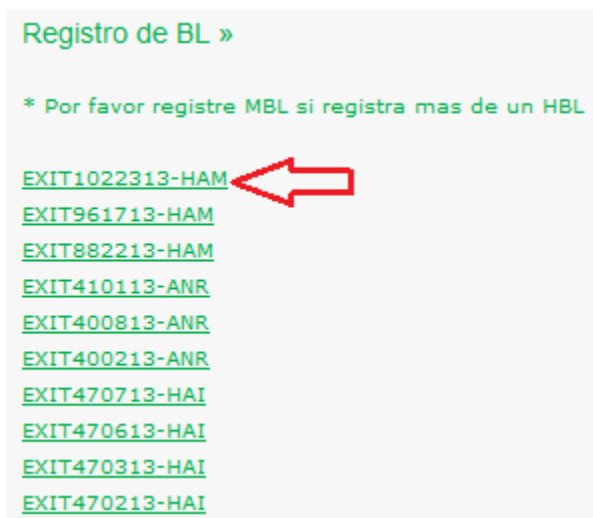 Registro de BL »
* Por favor registre MBL si registra mas de un HBL
EXIT1022313-HAM
EXIT961713-HAM
EXIT882213-HAM
EXIT410113-ANR
EXIT400813-ANR
EXIT400213-ANR
EXIT470713-HAI
EXIT470613-HAI
EXIT470313-HAI
EXIT470213-HAI